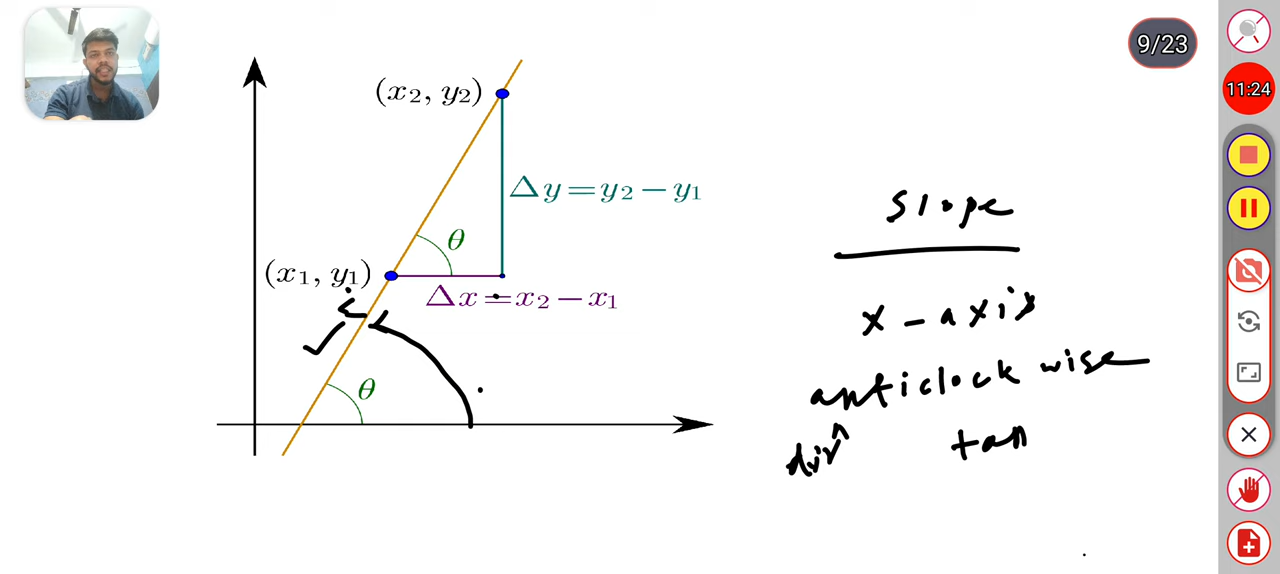 9/23
11:24
(x₂, y₂)
Δy = y₂ − y₁
θ
(x₁, y₁)
Δx = x₂ − x₁
θ
slope
x - axis
anticlock wise
dirⁿ tan